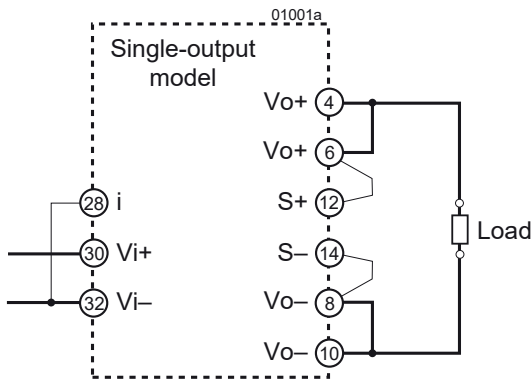 01001a
Single-output
model
Vo+ 4
Vo+ 6
S+ 12
S– 14
Vo– 8
Vo– 10
28 i
30 Vi+
32 Vi–
Load